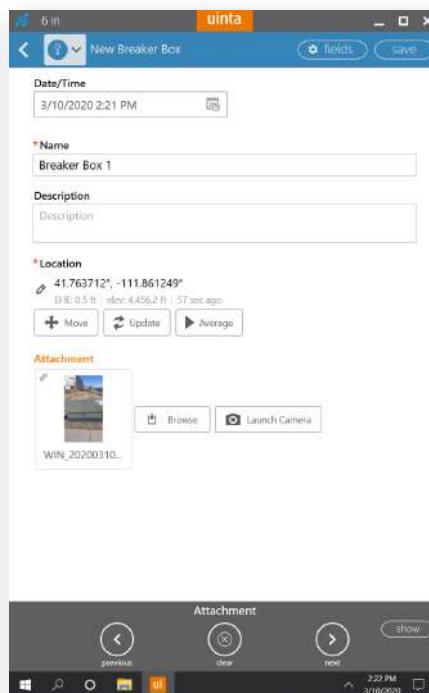 6 in uinta
New Breaker Box fields save
Date/Time
3/10/2020 2:21 PM
*Name
Breaker Box 1
Description
Description
*Location
41.763712°, -111.861249°
EHE: 0.5 ft | elev: 4,456.2 ft | 57 sec ago
Move Update Average
Attachment
Browse Launch Camera
WIN_20200310...
Attachment
show
previous clear next
ui 2:22 PM
3/10/2020